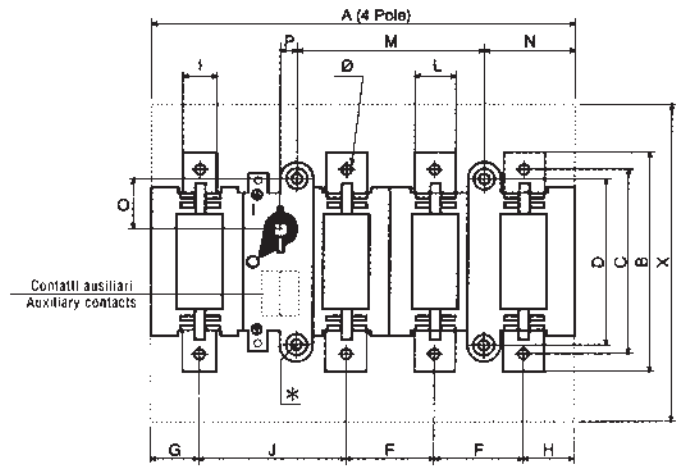 A (4 Pole)
P M N
I Ø L
O
I
D C B X
Contatti ausiliari
Auxiliary contacts
*
G J F F H